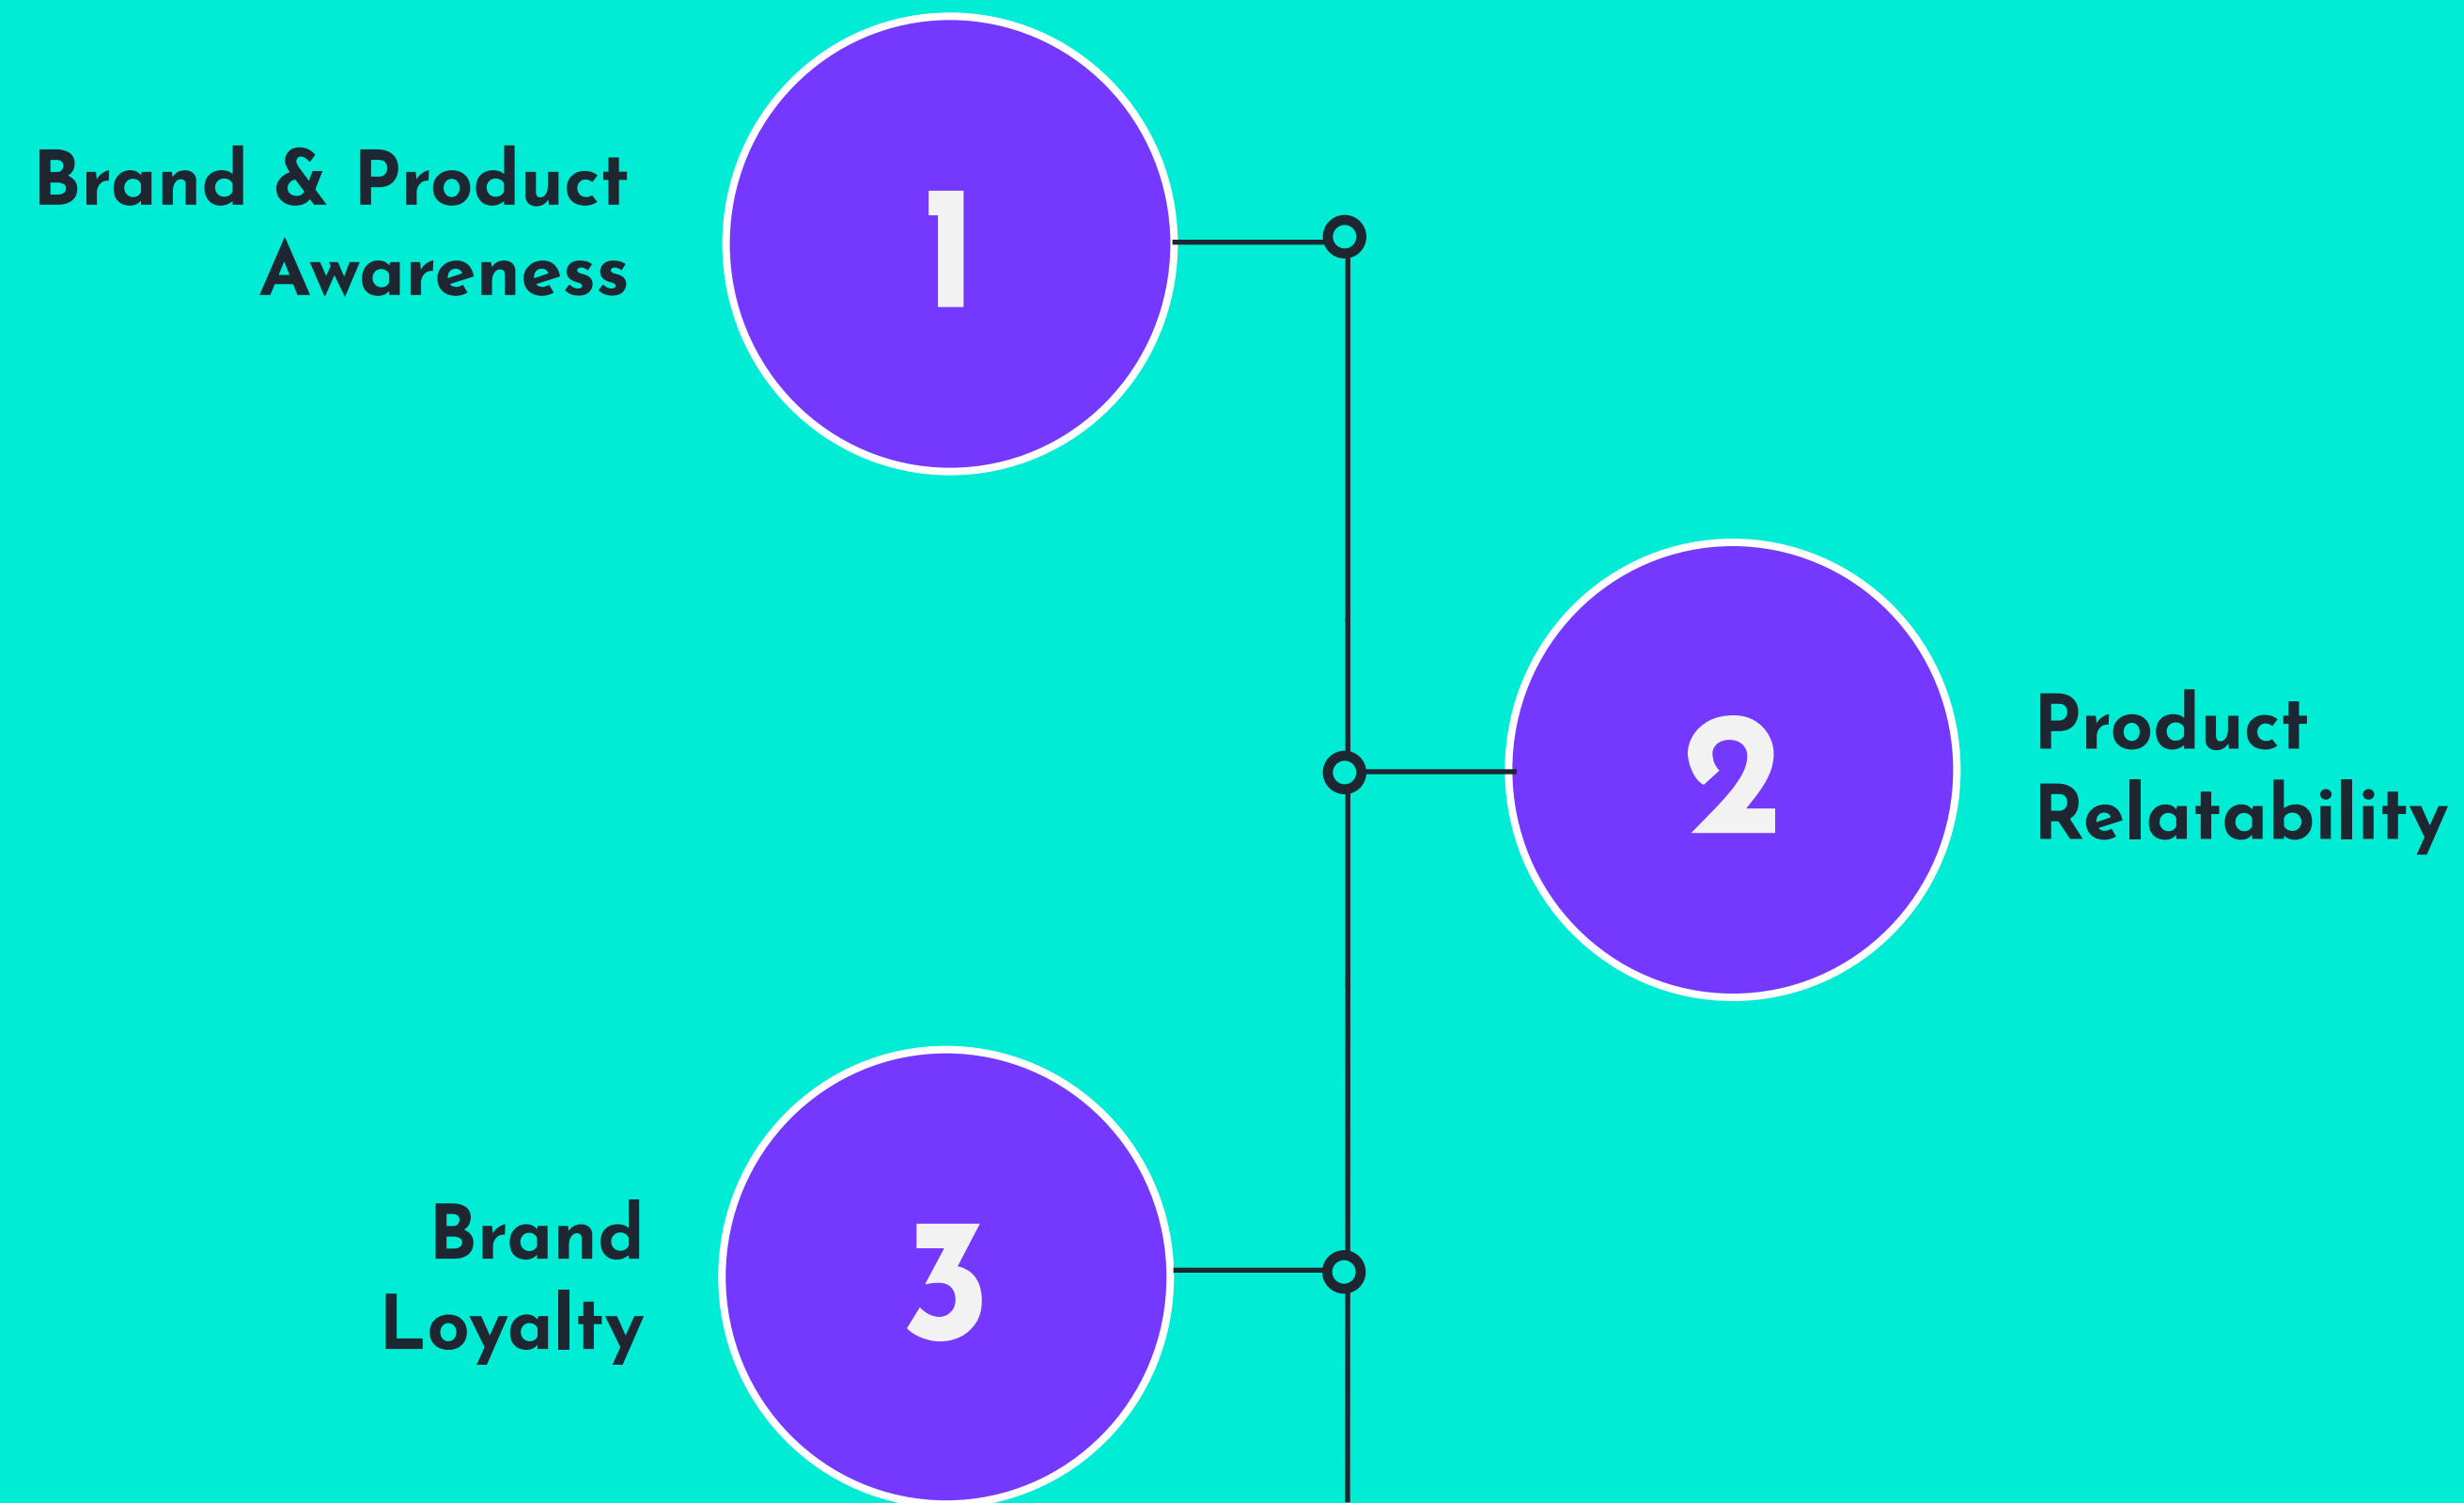 Brand & Product
Awareness
1
2
Product
Relatability
Brand
Loyalty
3